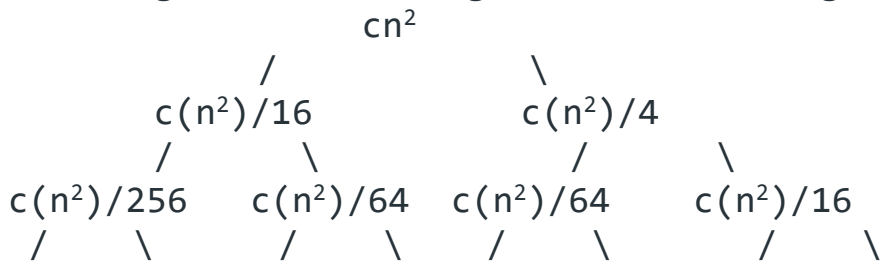 cn²
/ \
c(n²)/16 c(n²)/4
/ \ / \
c(n²)/256 c(n²)/64 c(n²)/64 c(n²)/16
/ \ / \ / \ / \